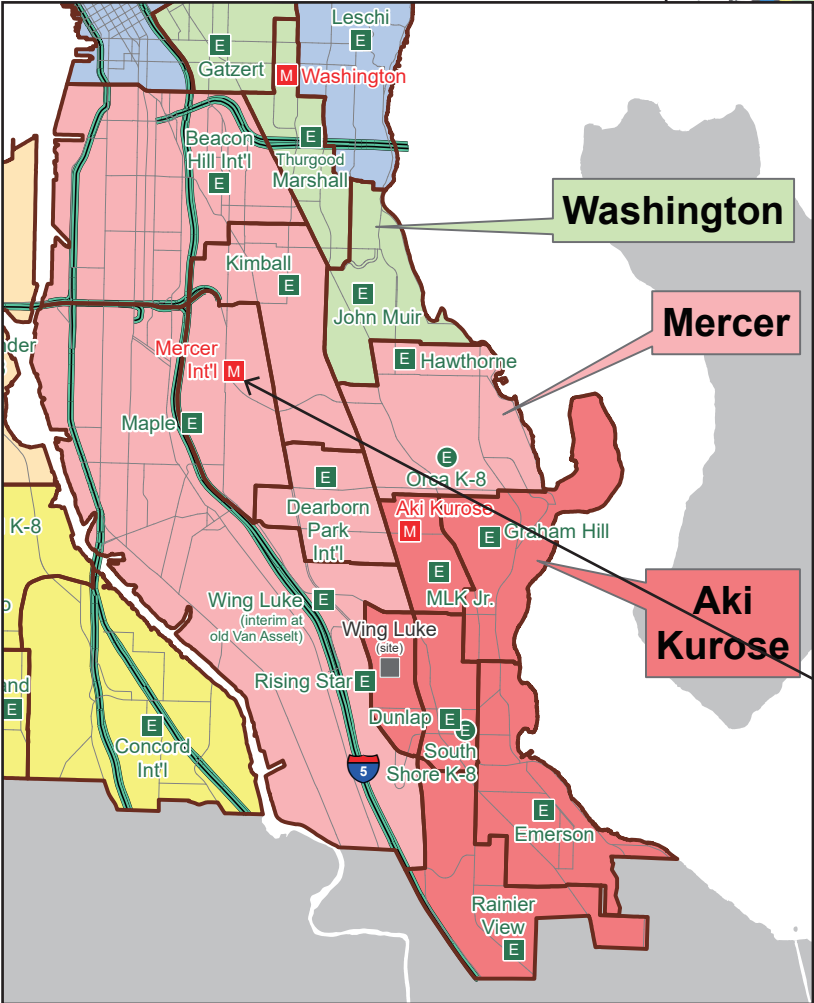 Leschi
E
E
Gatzert
M Washington
Beacon
Hill Int'l
E
E
Thurgood
Marshall
Washington
Kimball
E
E
John Muir
Mercer
der
Mercer
Int'l
M
E Hawthorne
Maple E
E
Orca K-8
E
Dearborn
Park
Int'l
Aki Kurose
M
E Graham Hill
K-8
E
MLK Jr.
Aki
Kurose
Wing Luke E
(interim at
old Van Asselt)
Wing Luke
(site)
and
E
Rising Star E
Dunlap E
E
South
Shore K-8
E
Concord
Int'l
5
E
Emerson
Rainier
View
E